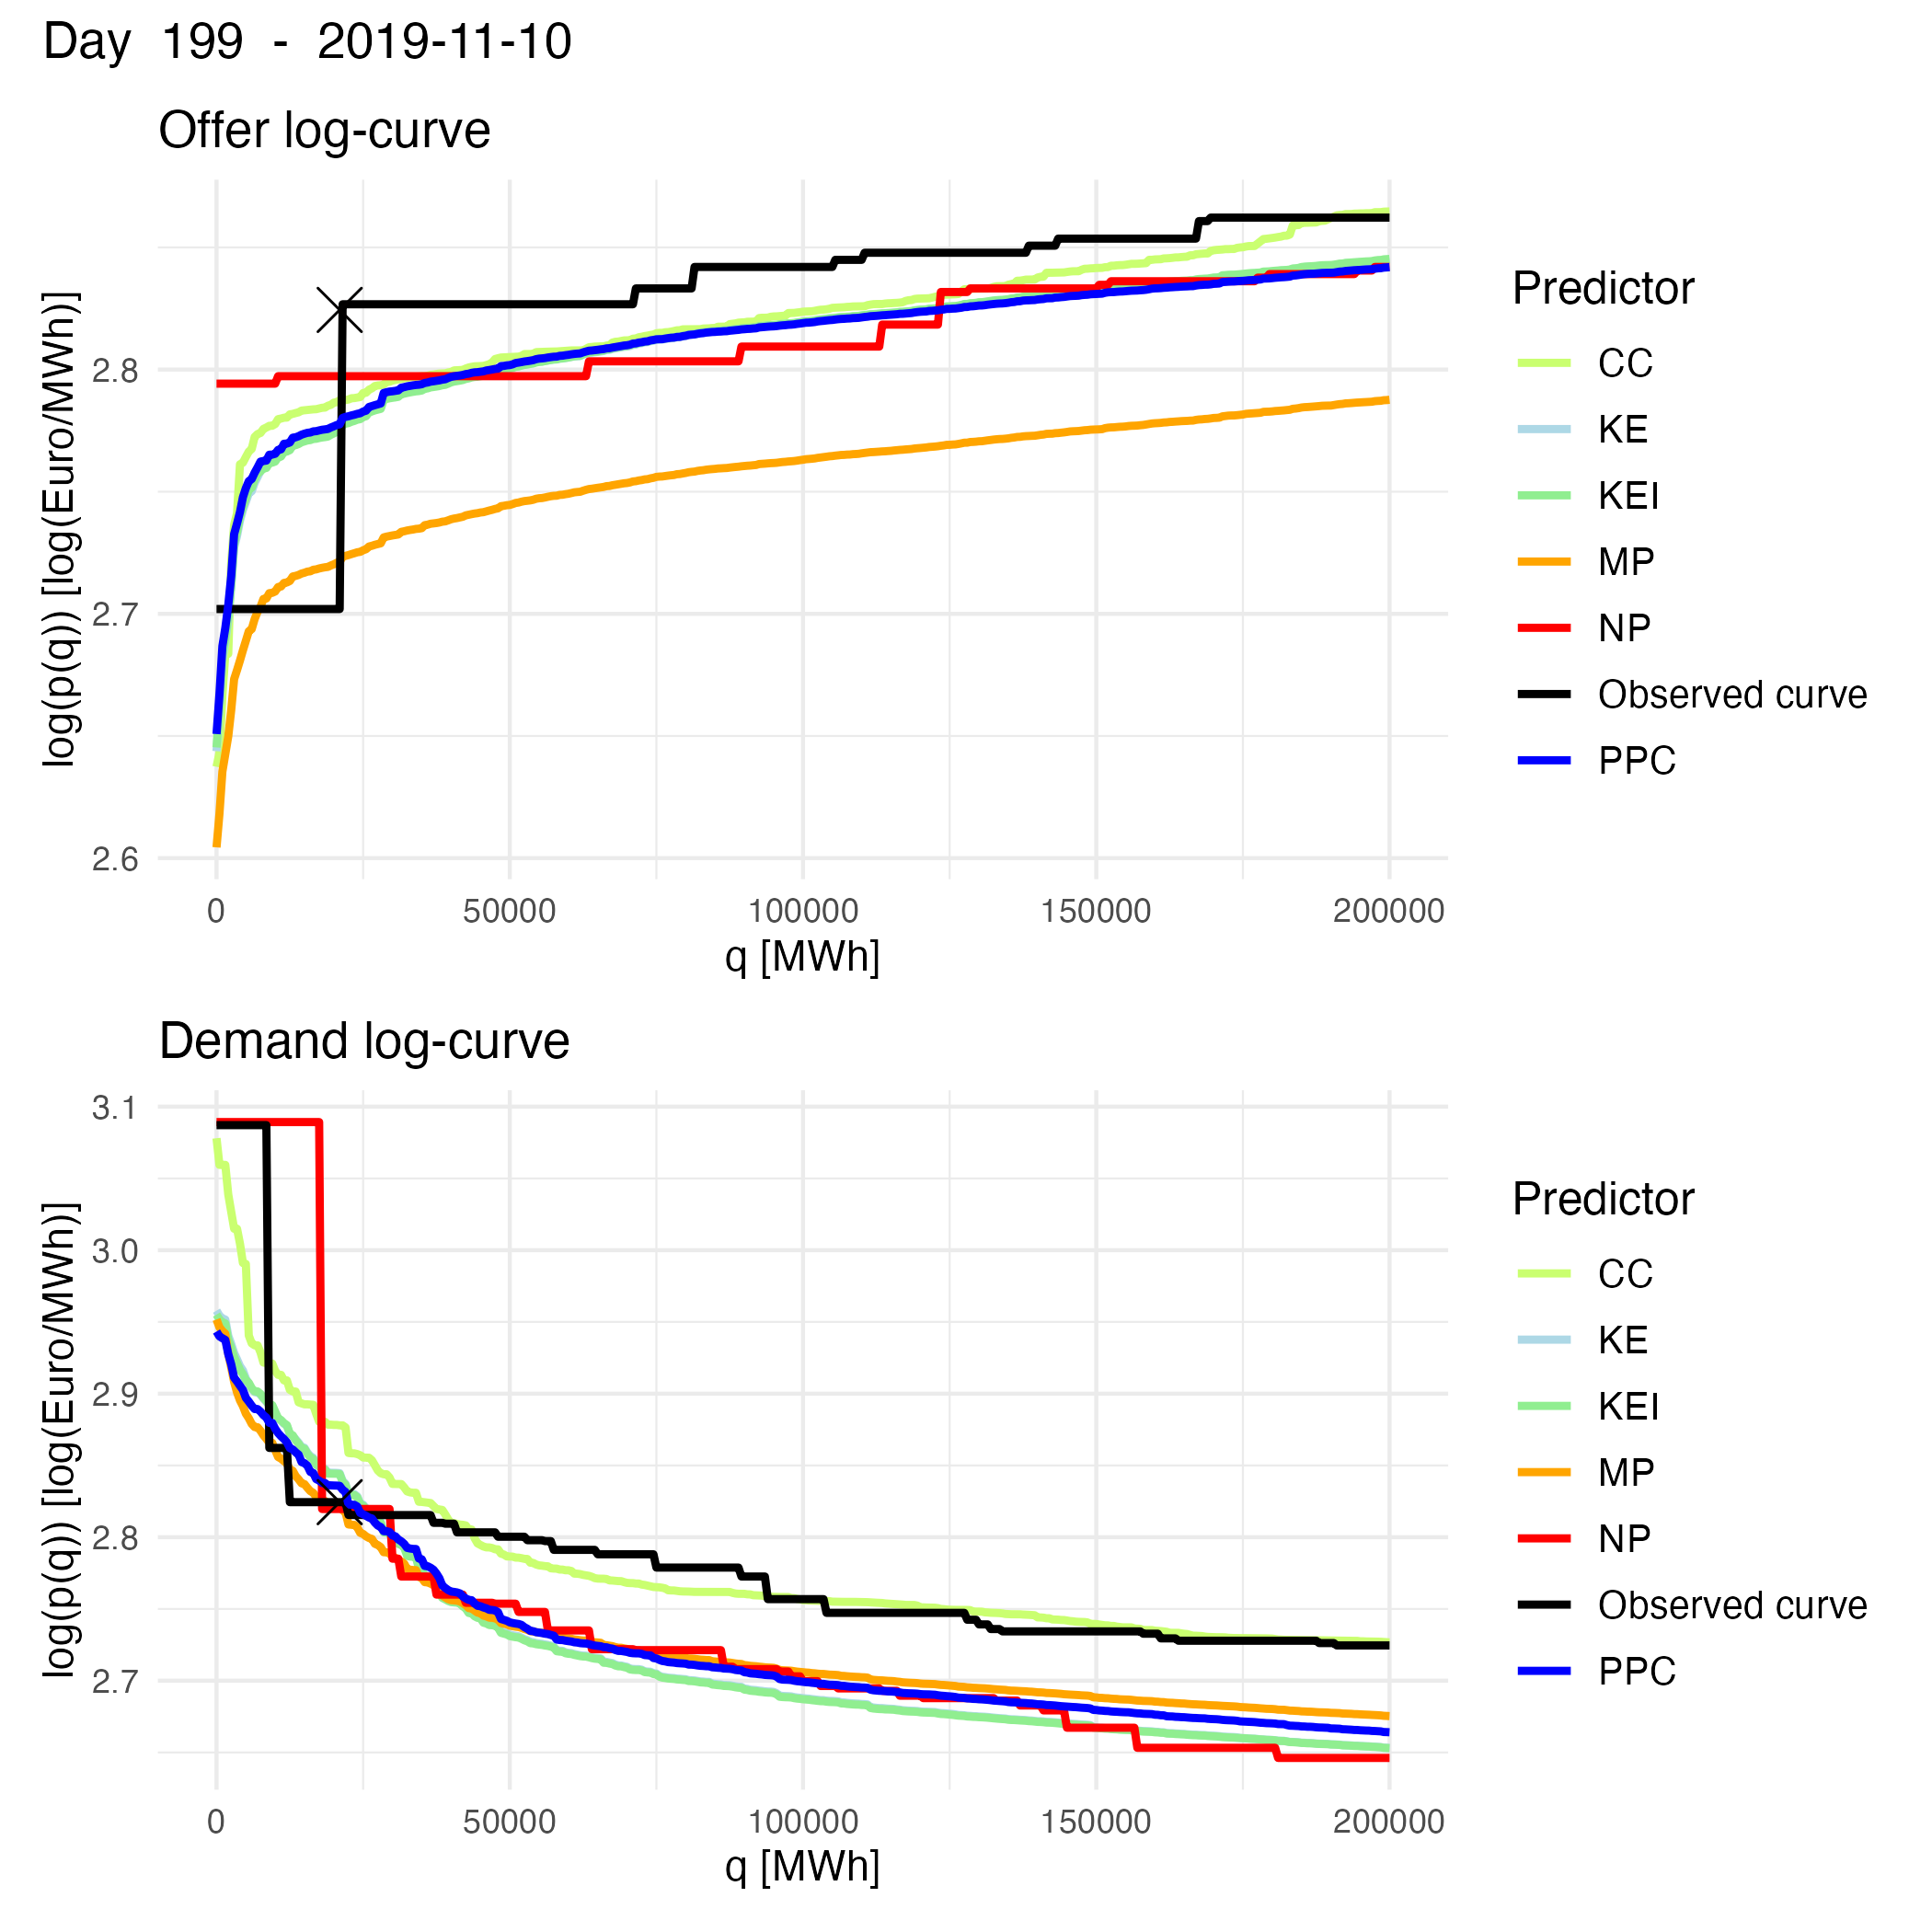 Day 199 - 2019-11-10
Offer log-curve
log(p(q)) [log(Euro/MWh)]
2.8
2.7
2.6
0 50000 100000 150000 200000
q [MWh]
Predictor
CC
KE
KEI
MP
NP
Observed curve
PPC
Demand log-curve
log(p(q)) [log(Euro/MWh)]
3.1
3.0
2.9
2.8
2.7
0 50000 100000 150000 200000
q [MWh]
Predictor
CC
KE
KEI
MP
NP
Observed curve
PPC